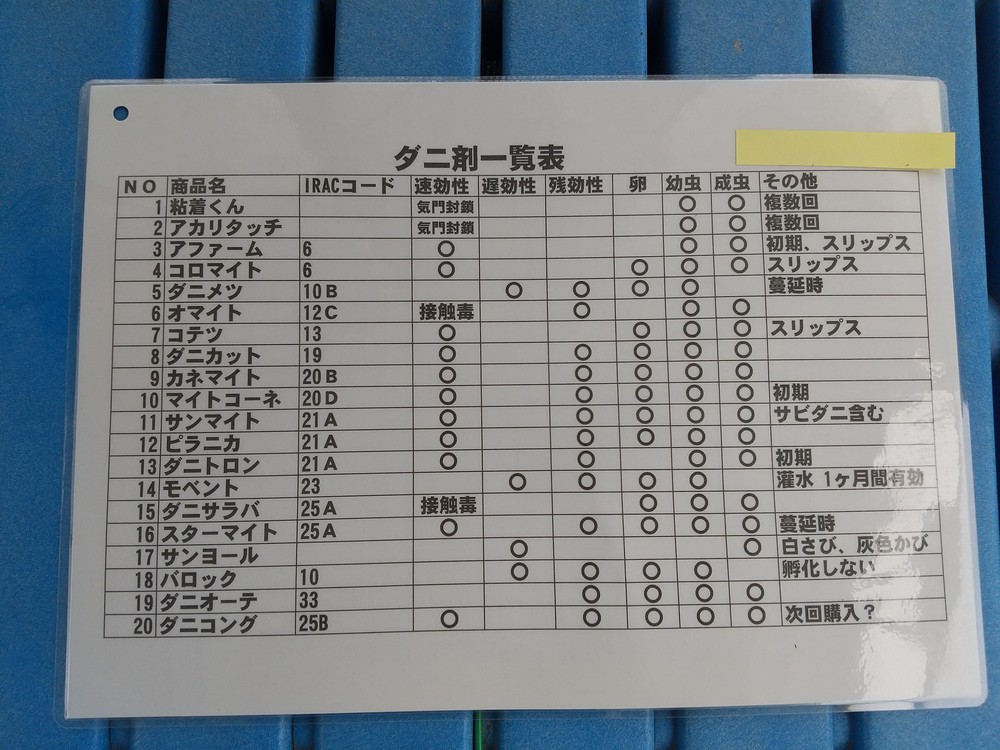 ダニ剤一覧表
NO 商品名 IRACコード 速効性 遅効性 残効性 卵 幼虫 成虫 その他
1 粘着くん 気門封鎖 ○ ○ 複数回
2 アカリタッチ 気門封鎖 ○ ○ 複数回
3 アファーム 6 ○ ○ ○ 初期、スリップス
4 コロマイト 6 ○ ○ ○ ○ スリップス
5 ダニメツ 10B ○ ○ ○ ○ 蔓延時
6 オマイト 12C 接触毒 ○ ○ ○
7 コテツ 13 ○ ○ ○ ○ スリップス
8 ダニカット 19 ○ ○ ○ ○ ○
9 カネマイト 20B ○ ○ ○ ○ ○
10 マイトコーネ 20D ○ ○ ○ ○ ○ 初期
11 サンマイト 21A ○ ○ ○ ○ ○ サビダニ含む
12 ピラニカ 21A ○ ○ ○ ○ ○
13 ダニトロン 21A ○ ○ ○ ○ 初期
14 モベント 23 ○ ○ ○ ○ 灌水 1ヶ月間有効
15 ダニサラバ 25A 接触毒 ○ ○ ○
16 スターマイト 25A ○ ○ ○ ○ ○ 蔓延時
17 サンヨール ○ ○ 白さび、灰色かび
18 バロック 10 ○ ○ ○ ○ 孵化しない
19 ダニオーテ 33 ○ ○ ○ ○
20 ダニコング 25B ○ ○ ○ ○ ○ 次回購入？